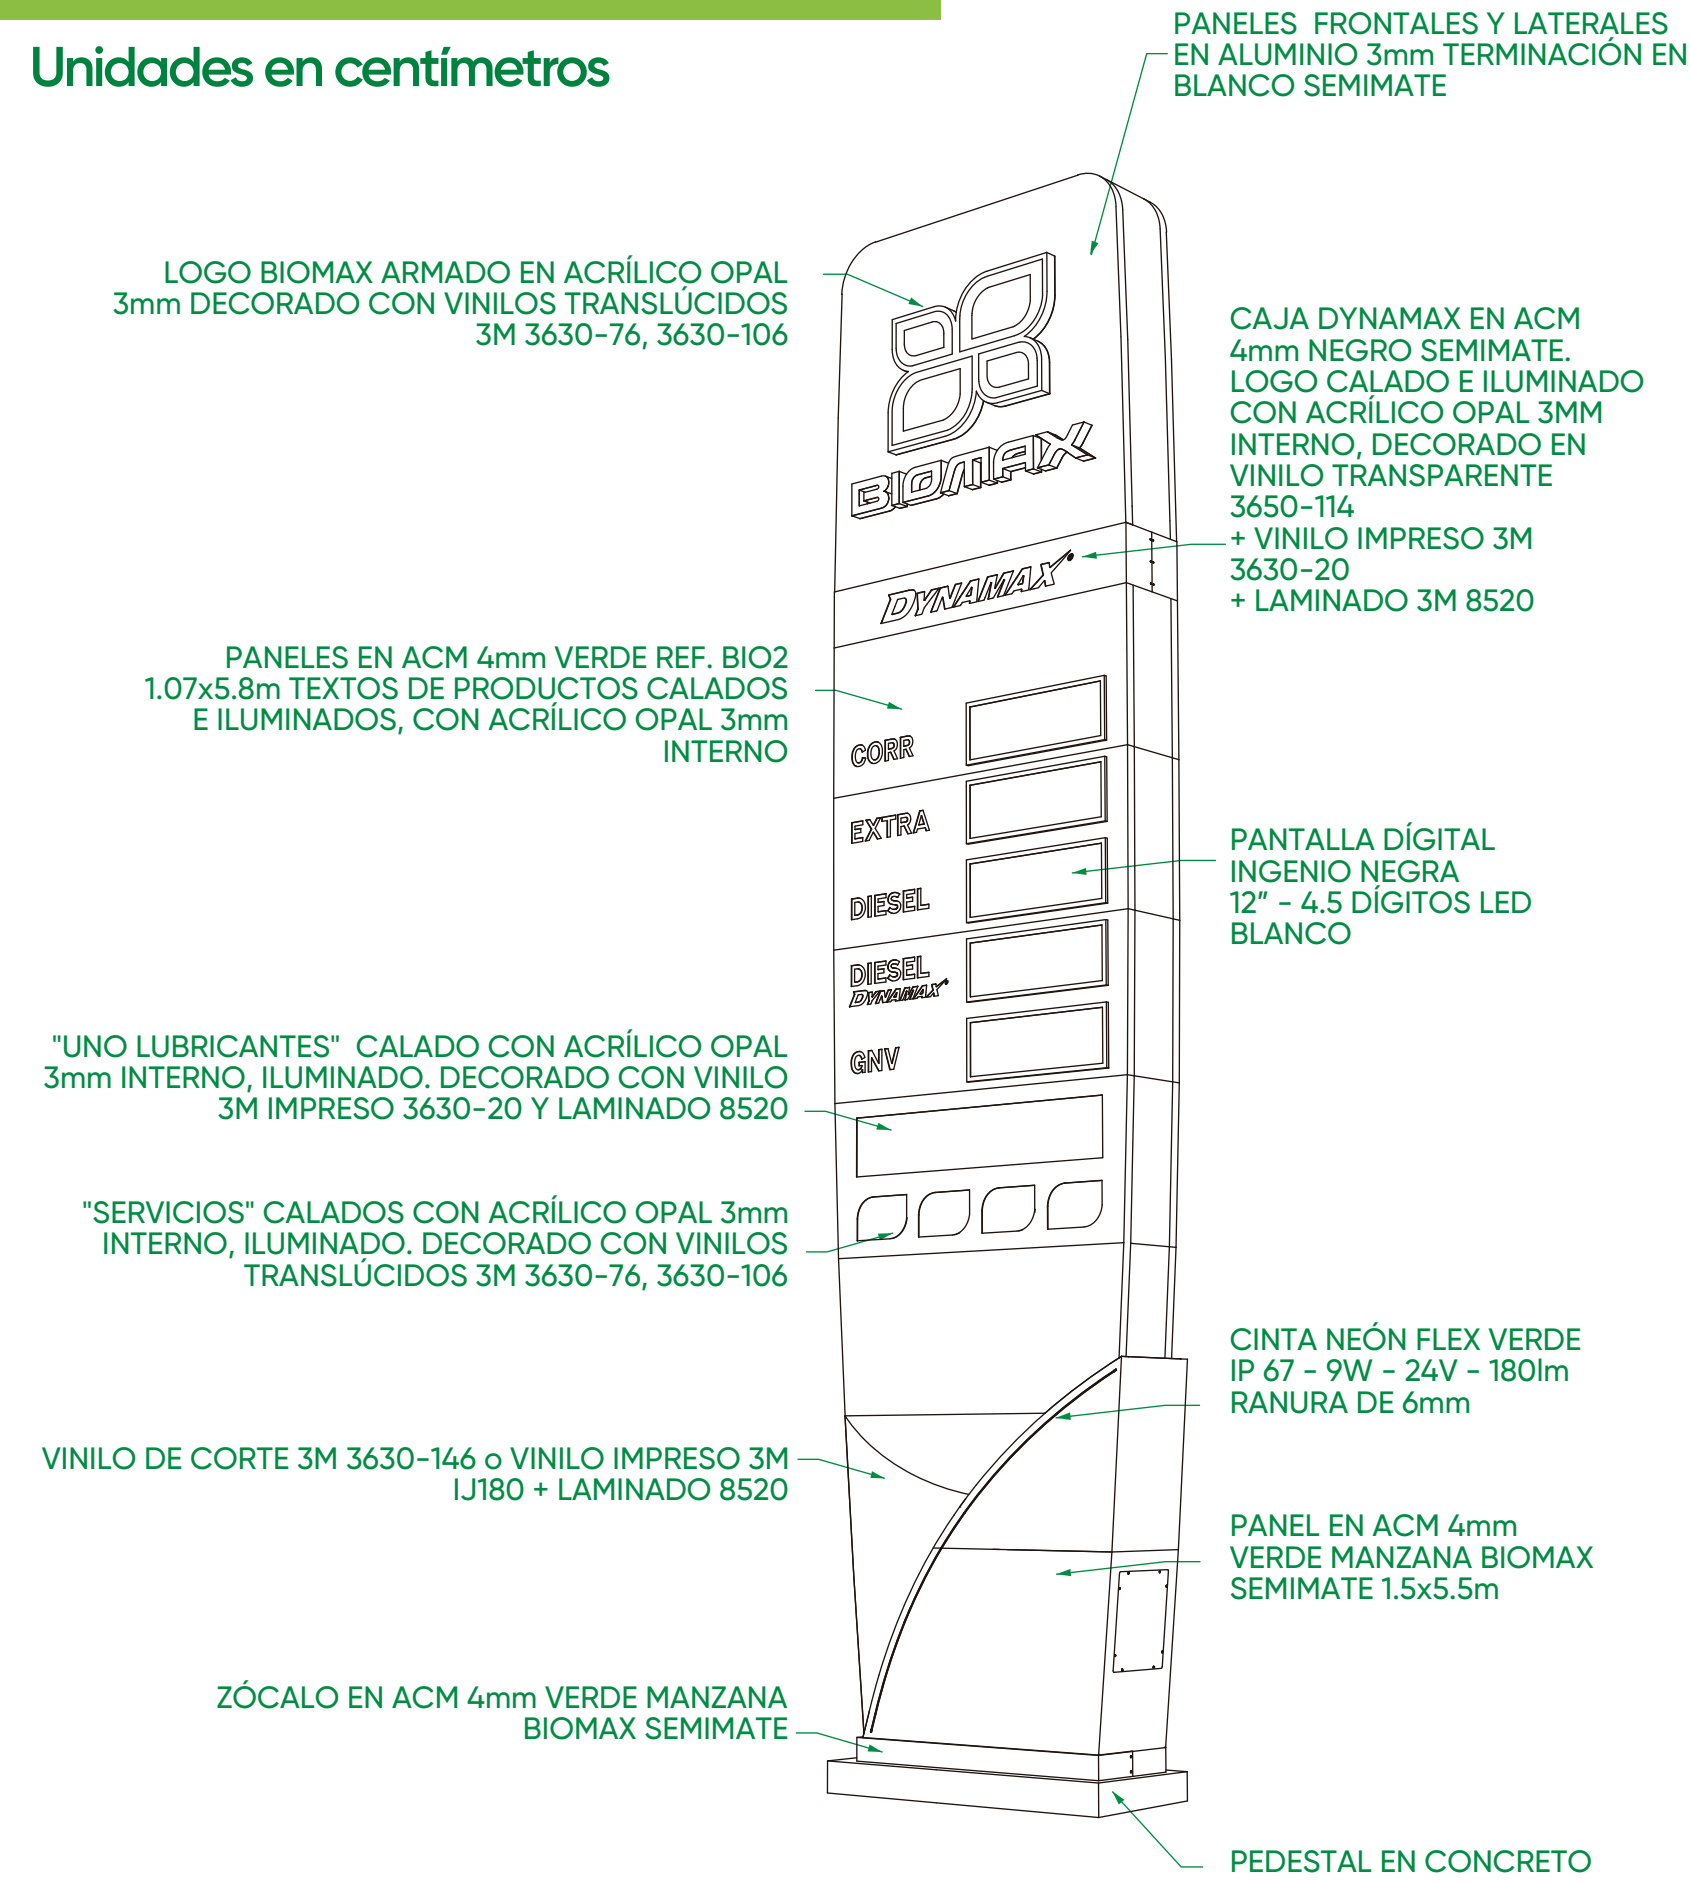 Unidades en centímetros
PANELES FRONTALES Y LATERALES
EN ALUMINIO 3mm TERMINACIÓN EN
BLANCO SEMIMATE
LOGO BIOMAX ARMADO EN ACRÍLICO OPAL
3mm DECORADO CON VINILOS TRANSLÚCIDOS
3M 3630-76, 3630-106
CAJA DYNAMAX EN ACM
4mm NEGRO SEMIMATE.
LOGO CALADO E ILUMINADO
CON ACRÍLICO OPAL 3MM
INTERNO, DECORADO EN
VINILO TRANSPARENTE
3650-114
+ VINILO IMPRESO 3M
3630-20
+ LAMINADO 3M 8520
BIOMAX
DYNAMAX
PANELES EN ACM 4mm VERDE REF. BIO2
1.07x5.8m TEXTOS DE PRODUCTOS CALADOS
E ILUMINADOS, CON ACRÍLICO OPAL 3mm
INTERNO
CORR
EXTRA
DIESEL
DIESEL
DYNAMAX
GNV
PANTALLA DÍGITAL
INGENIO NEGRA
12” - 4.5 DÍGITOS LED
BLANCO
"UNO LUBRICANTES" CALADO CON ACRÍLICO OPAL
3mm INTERNO, ILUMINADO. DECORADO CON VINILO
3M IMPRESO 3630-20 Y LAMINADO 8520
"SERVICIOS" CALADOS CON ACRÍLICO OPAL 3mm
INTERNO, ILUMINADO. DECORADO CON VINILOS
TRANSLÚCIDOS 3M 3630-76, 3630-106
CINTA NEÓN FLEX VERDE
IP 67 - 9W - 24V - 180lm
RANURA DE 6mm
VINILO DE CORTE 3M 3630-146 o VINILO IMPRESO 3M
IJ180 + LAMINADO 8520
PANEL EN ACM 4mm
VERDE MANZANA BIOMAX
SEMIMATE 1.5x5.5m
ZÓCALO EN ACM 4mm VERDE MANZANA
BIOMAX SEMIMATE
PEDESTAL EN CONCRETO